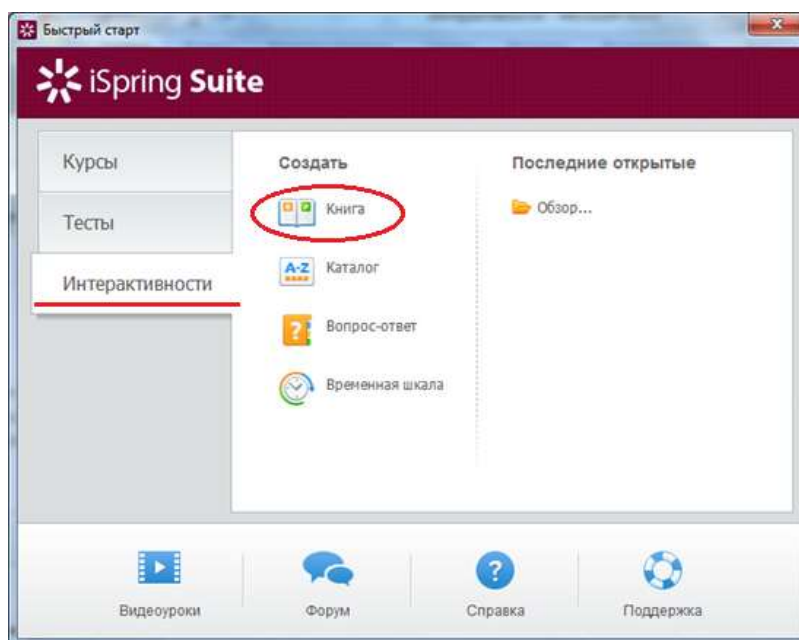 Быстрый старт
iSpring Suite
Курсы
Тесты
Интерактивности
Создать
Книга
A-Z
Каталог
Вопрос-ответ
Временная шкала
Последние открытые
Обзор...
Видеоуроки
Форум
Справка
Поддержка